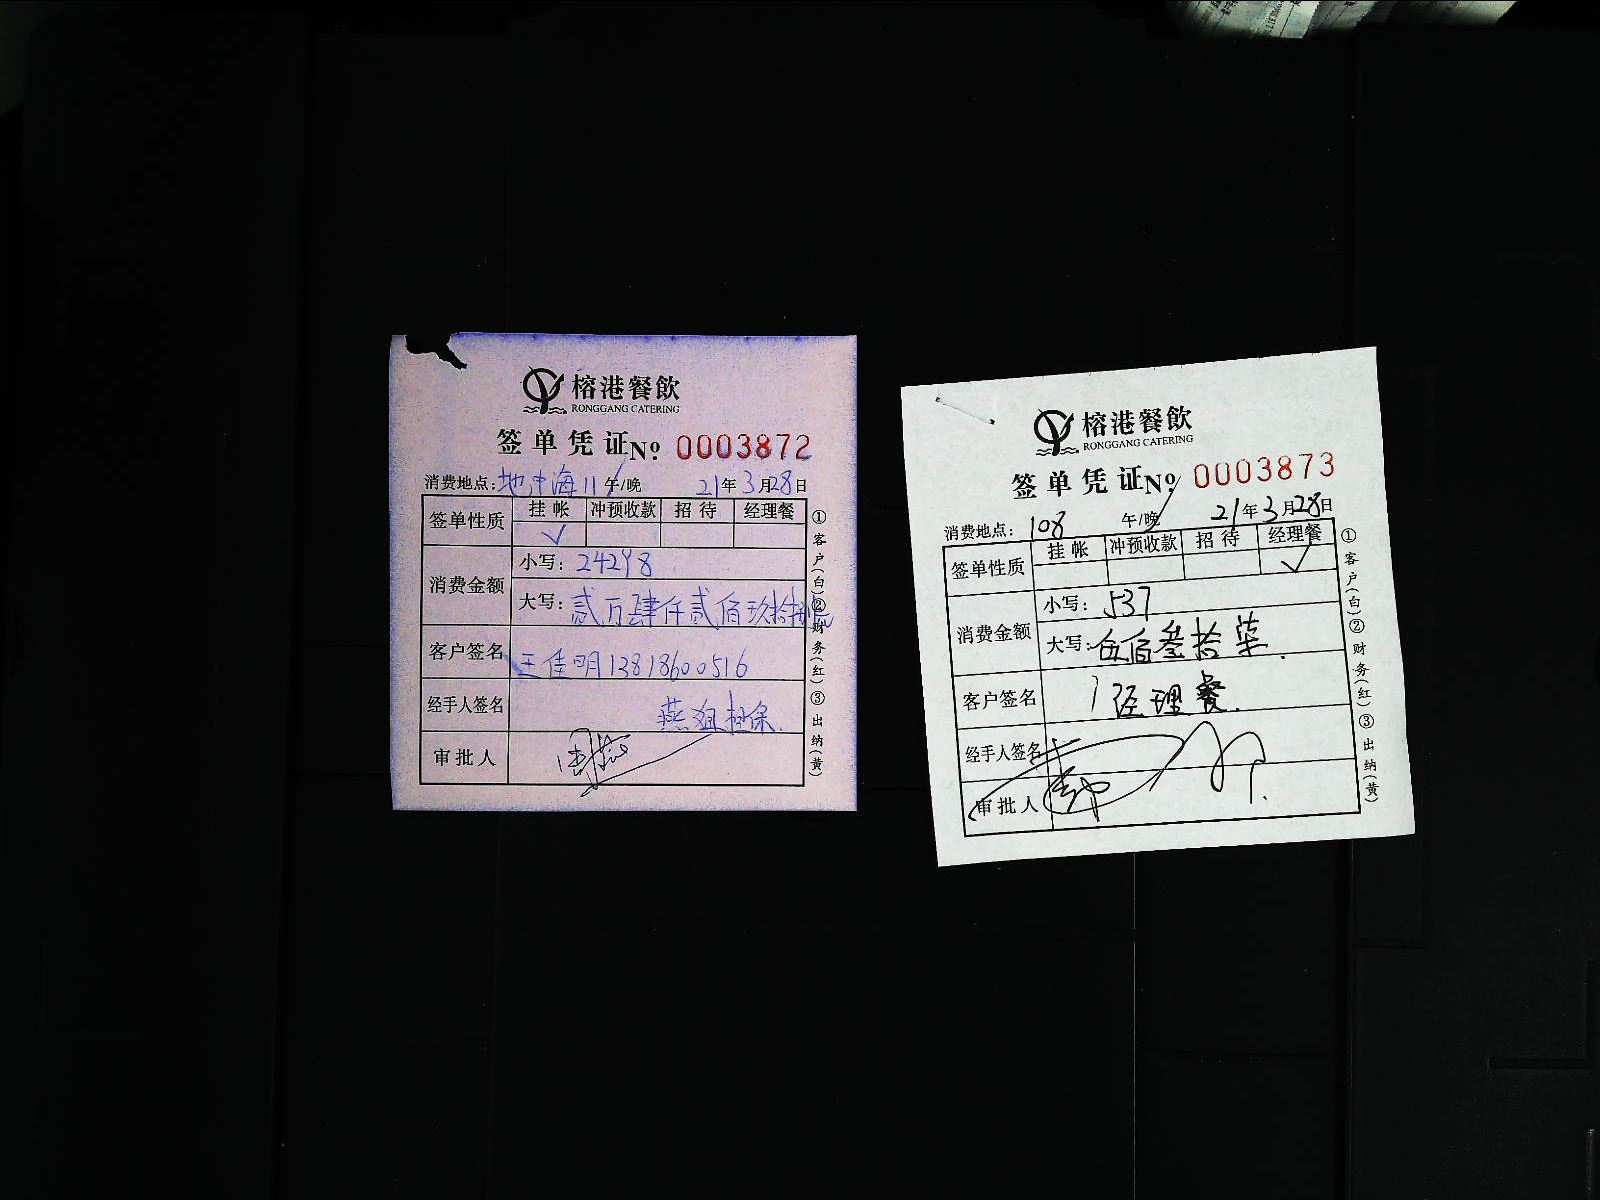 榕港餐飲
RONGGANG CATERING
签单凭证 No 0003872
消费地点: 地中海11 午/晚 21年3月28日
签单性质 挂帐 冲预收款 招待 经理餐
✓
消费金额 小写: 24298
大写: 贰万肆仟贰佰玖拾捌
客户签名 王佳明13818600516
经手人签名 燕姐担保
审批人
①客户(白)②财务(红)③出纳(黄)
榕港餐飲
RONGGANG CATERING
签单凭证 No 0003873
消费地点: 108 午/晚 21年3月28日
签单性质 挂帐 冲预收款 招待 经理餐
✓
消费金额 小写: 537
大写: 伍佰叁拾柒.
客户签名 经理餐.
经手人签名
审批人
①客户(白)②财务(红)③出纳(黄)